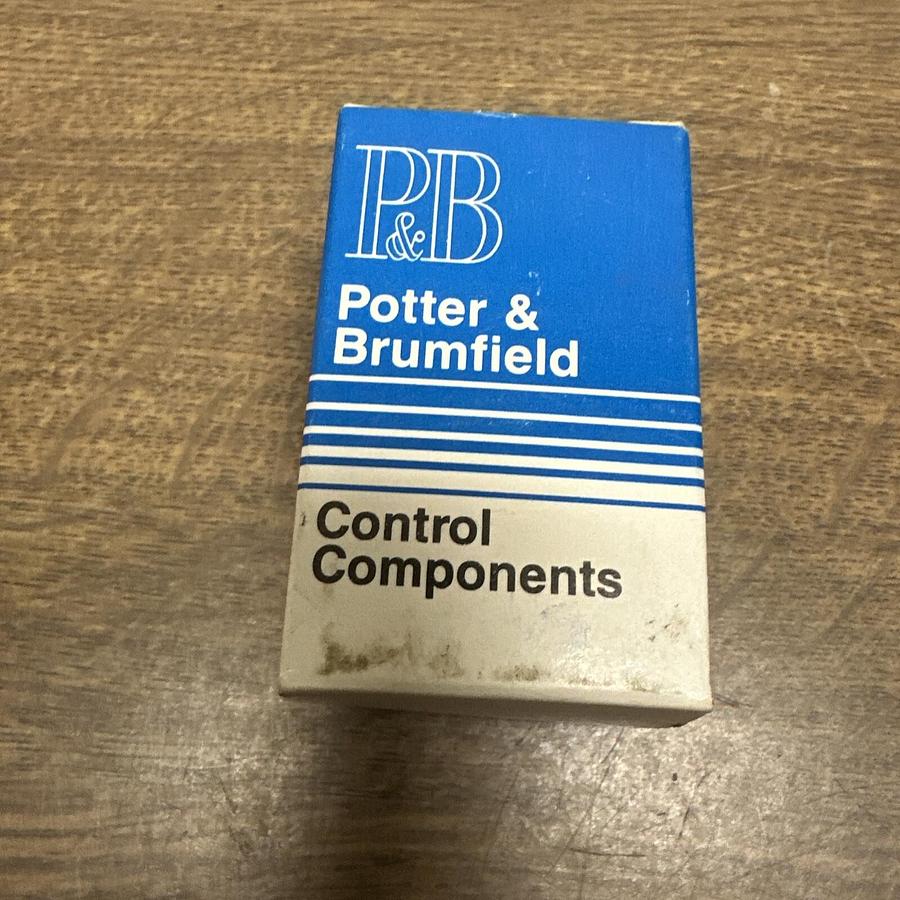 P&B
Potter &
Brumfield
Control
Components